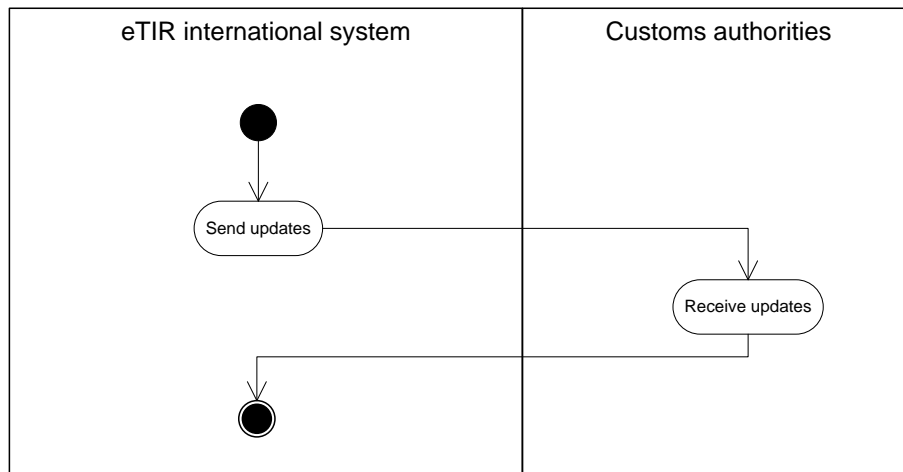 eTIR international system
Customs authorities
Send updates
Receive updates